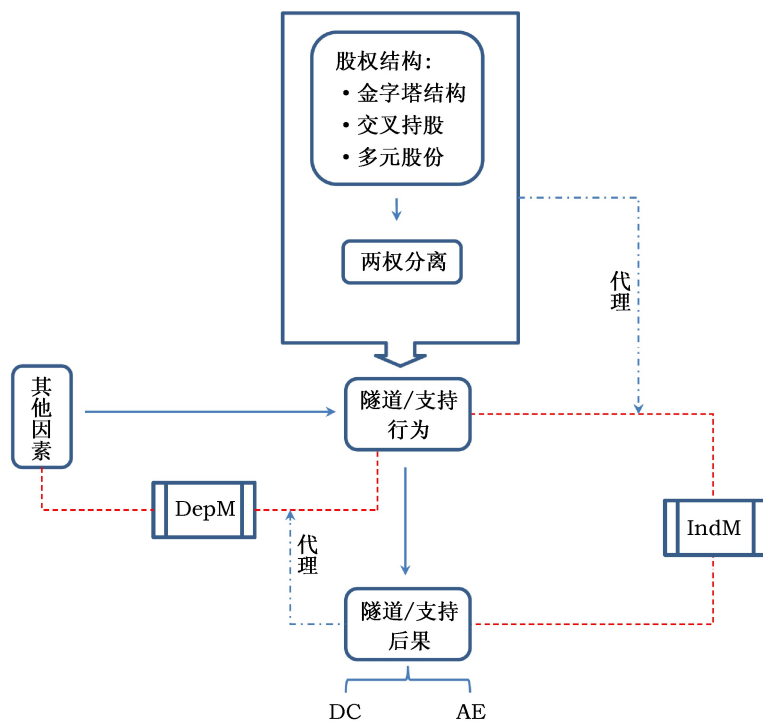 股权结构：
•金字塔结构
•交叉持股
•多元股份
两权分离
代理
其他因素
隧道/支持
行为
DepM
IndM
代理
隧道/支持
后果
DC
AE